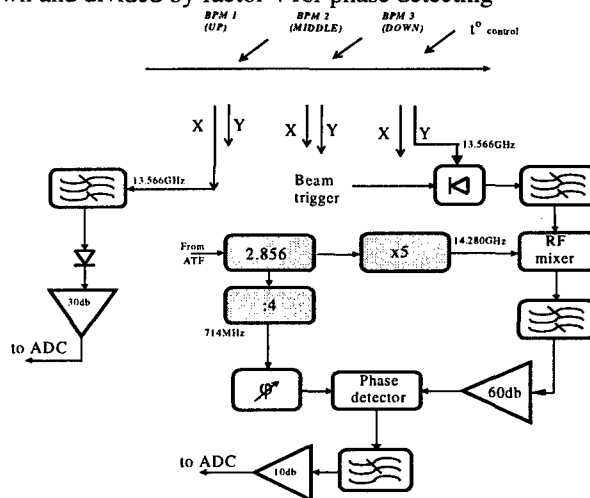 wn and divided by factor 4 for phase detecting
BPM 1
(UP)
BPM 2
(MIDDLE)
BPM 3
(DOWN)
t° control
X
Y
X
Y
X
Y
13.566GHz
13.566GHz
Beam
trigger
From
ATF
2.856
x5
14.280GHz
RF
mixer
30db
:4
714MHz
to ADC
φ
Phase
detector
60db
to ADC
10db